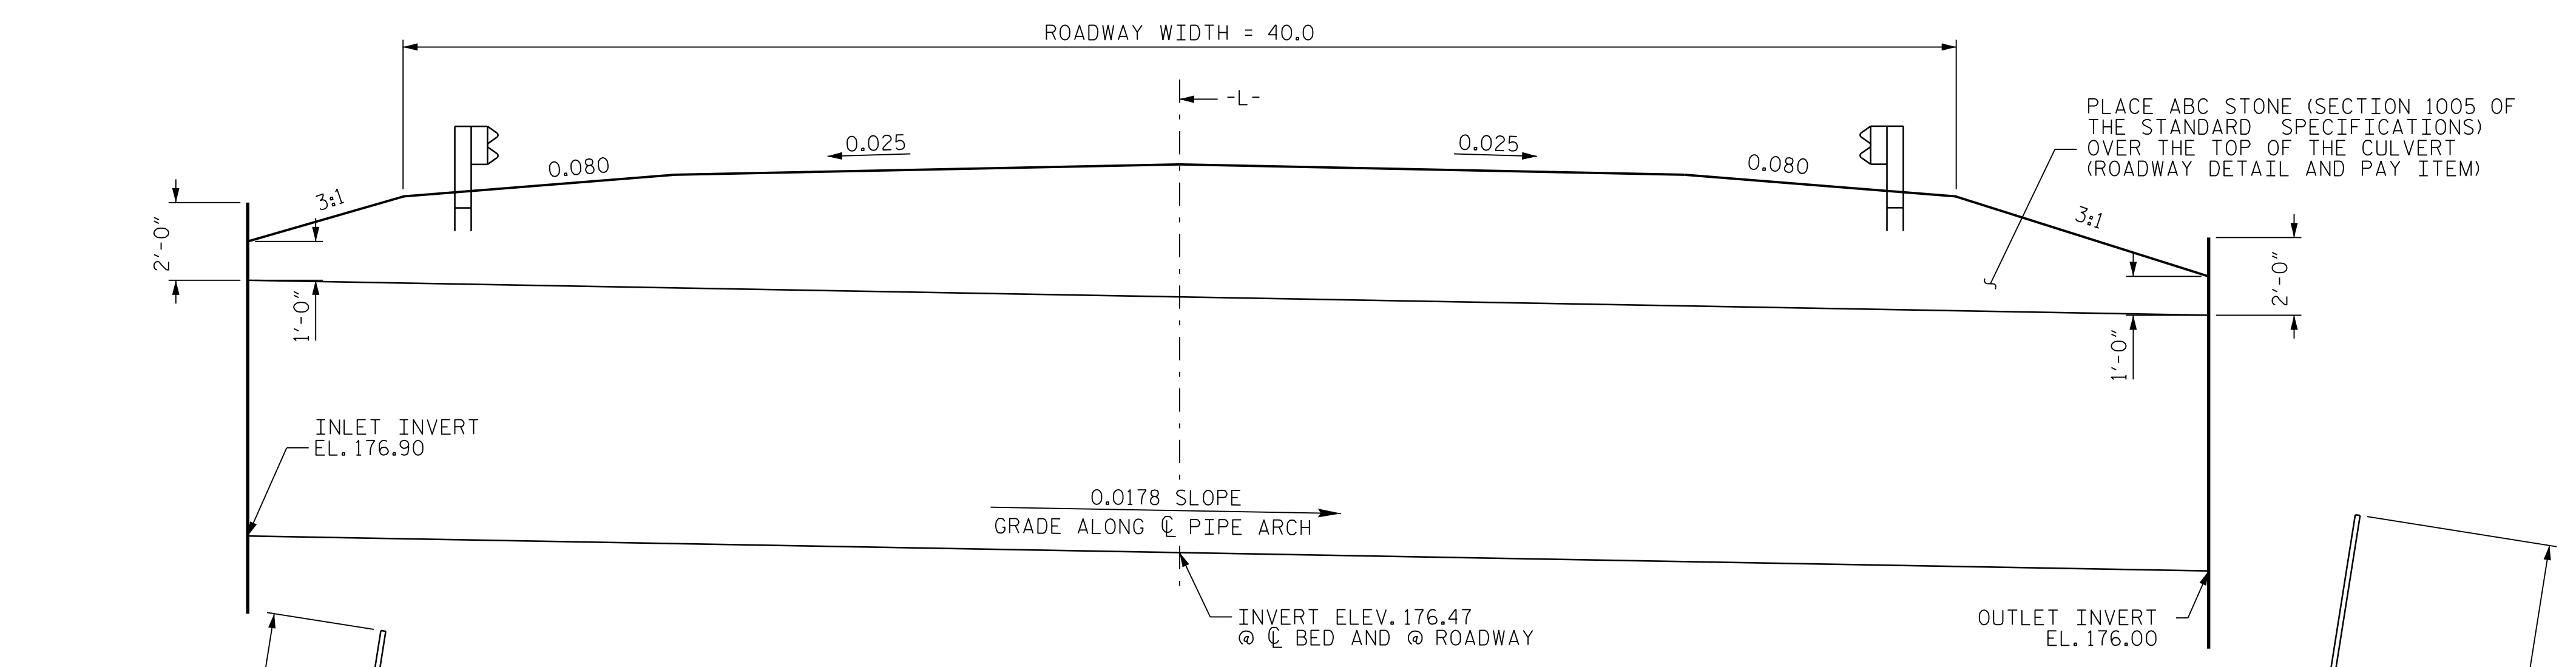 ROADWAY WIDTH = 40.0
-L-
PLACE ABC STONE (SECTION 1005 OF
THE STANDARD SPECIFICATIONS)
OVER THE TOP OF THE CULVERT
(ROADWAY DETAIL AND PAY ITEM)
0.025
0.025
0.080
0.080
3:1
3:1
2'-0"
2'-0"
1'-0"
1'-0"
INLET INVERT
EL. 176.90
0.0178 SLOPE
GRADE ALONG ℄ PIPE ARCH
INVERT ELEV. 176.47
@ ℄ BED AND @ ROADWAY
OUTLET INVERT
EL. 176.00